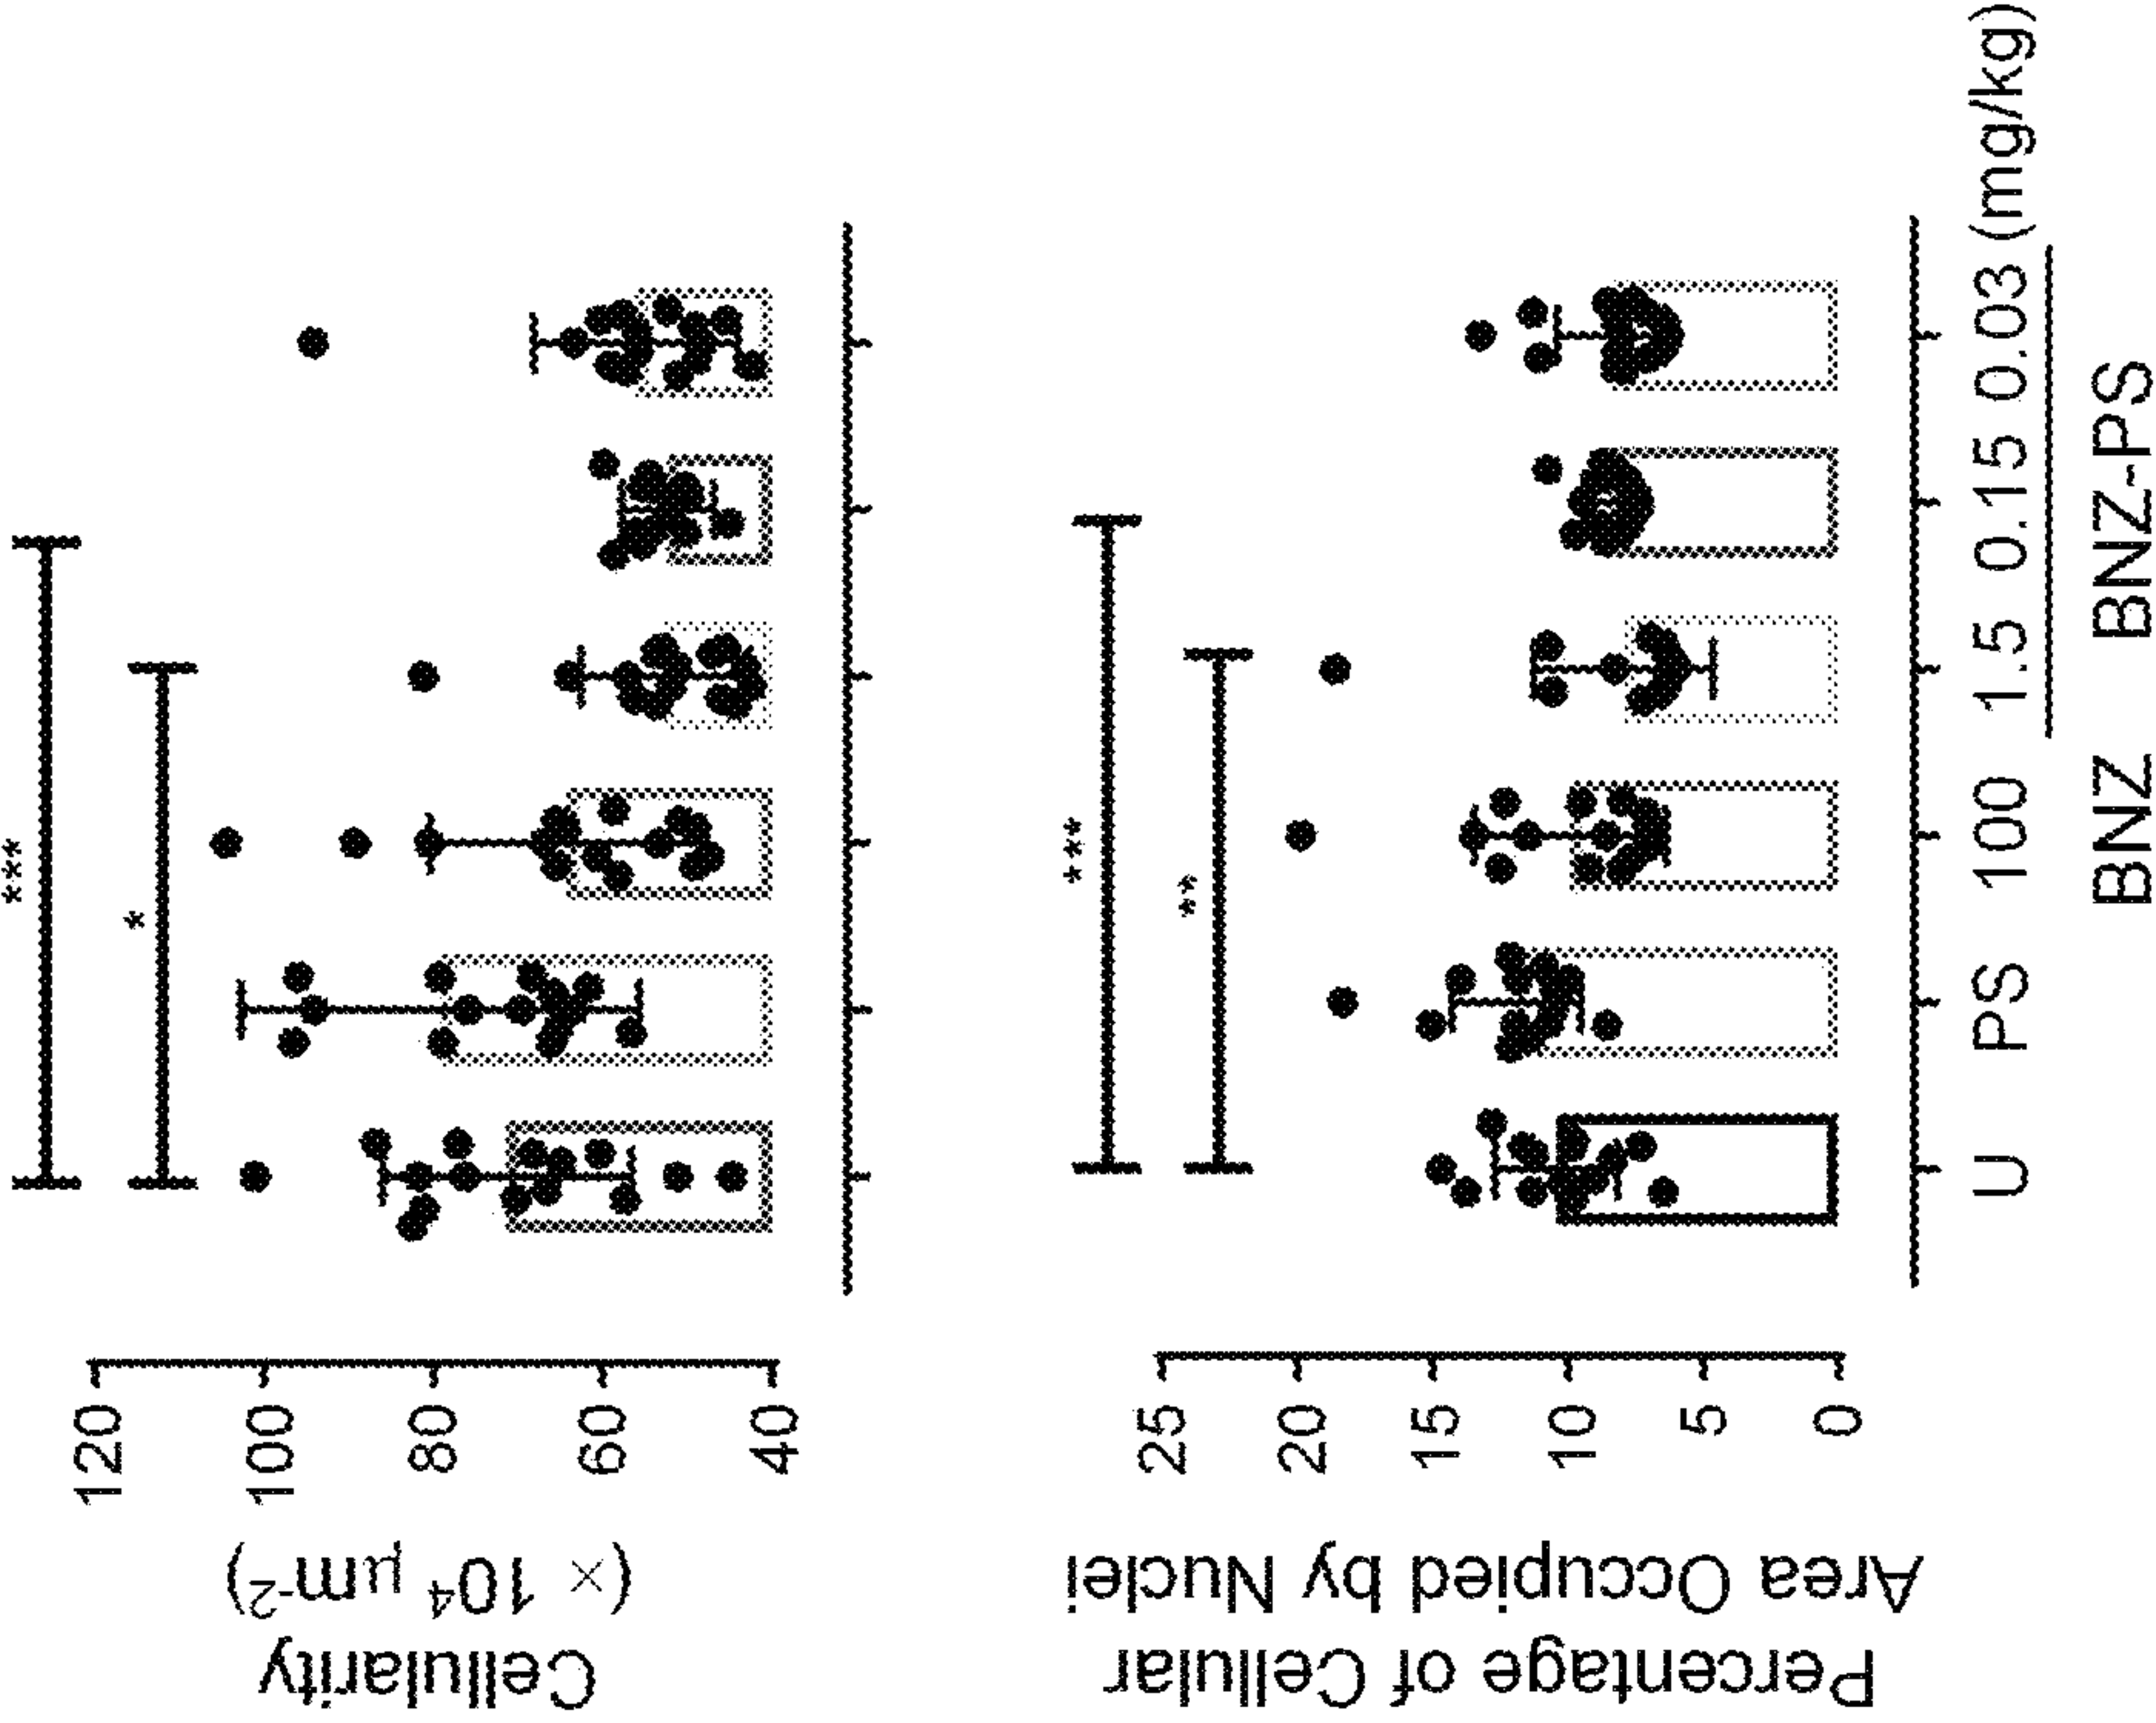 Cellularity
(× 10⁴ μm⁻²)
120
100
80
60
40
***
*
Percentage of Cellular
Area Occupied by Nuclei
25
20
15
10
5
0
***
**
U PS 100 1.5 0.15 0.03 (mg/kg)
BNZ BNZ-PS